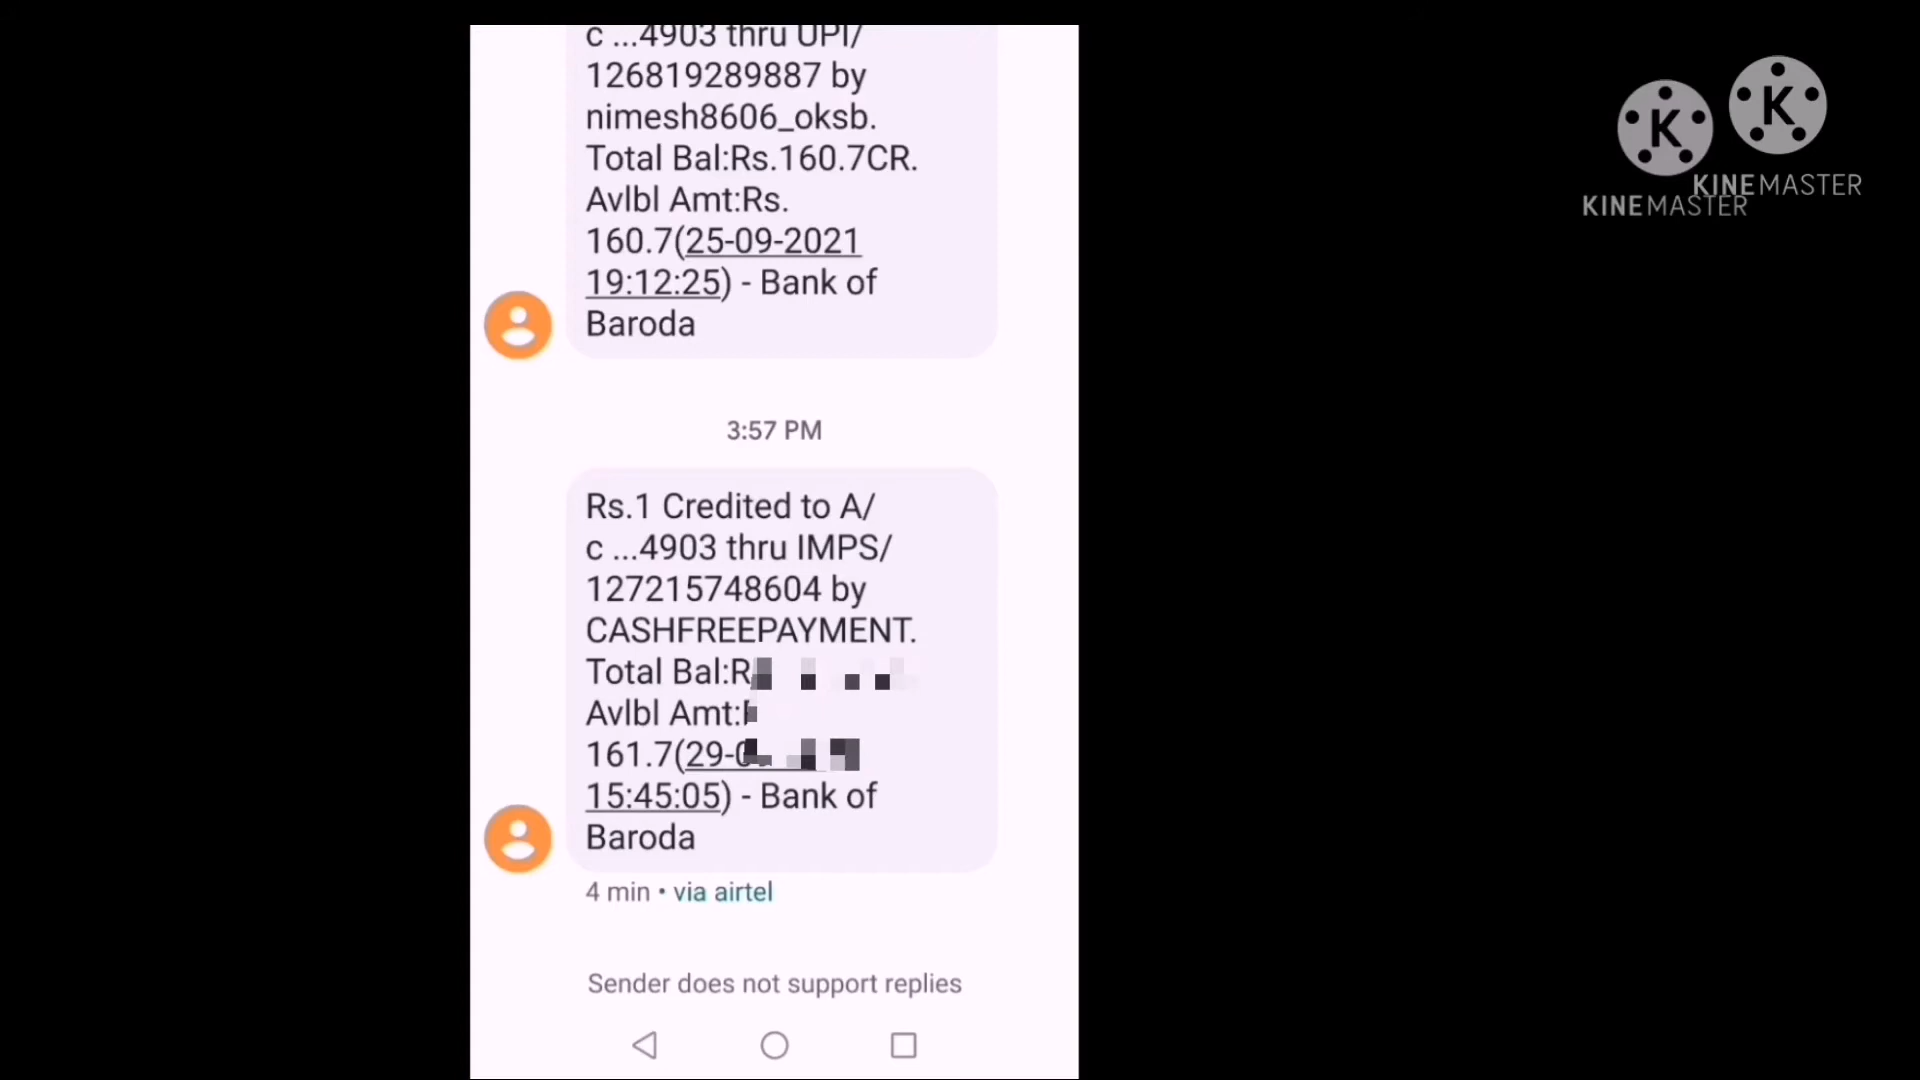 c ...4903 thru UPI/
126819289887 by
nimesh8606_oksb.
Total Bal:Rs.160.7CR.
Avlbl Amt:Rs.
160.7(25-09-2021
19:12:25) - Bank of
Baroda
3:57 PM
Rs.1 Credited to A/
c ...4903 thru IMPS/
127215748604 by
CASHFREEPAYMENT.
Total Bal:R
Avlbl Amt:
161.7(29-0
15:45:05) - Bank of
Baroda
4 min • via airtel
Sender does not support replies
K
KINEMASTER
K
KINEMASTER